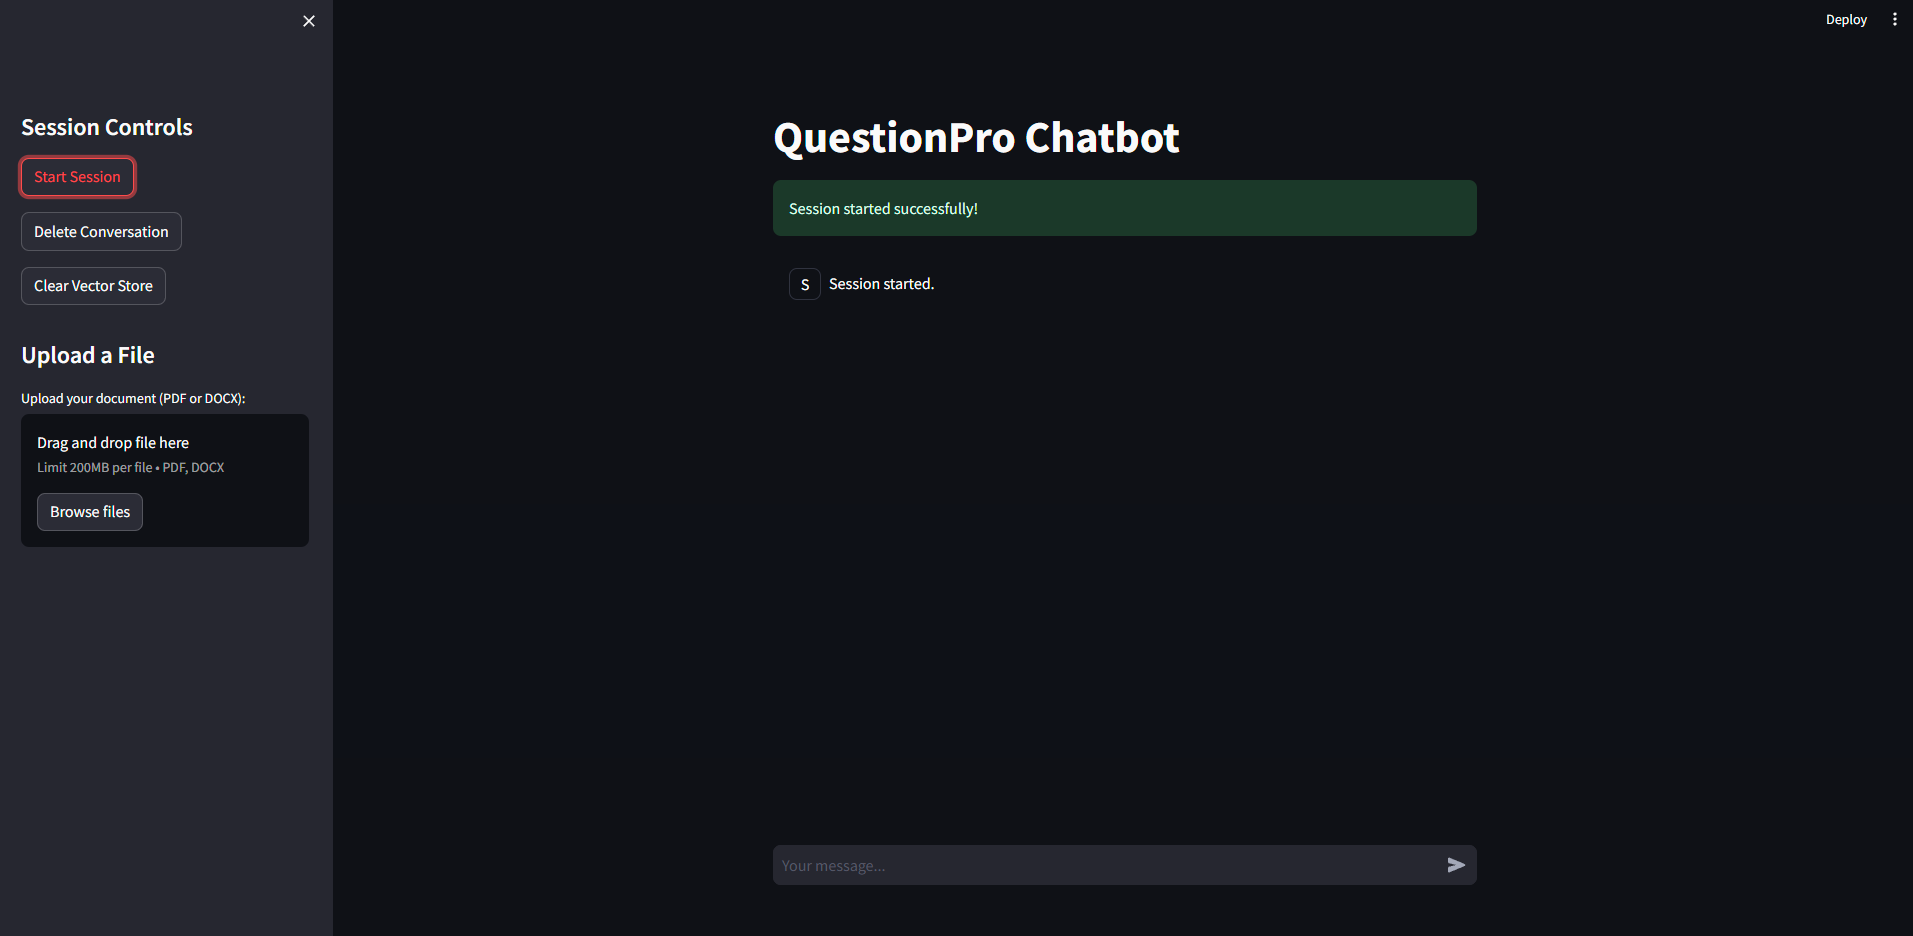 Deploy
Session Controls
Start Session
Delete Conversation
Clear Vector Store
Upload a File
Upload your document (PDF or DOCX):
Drag and drop file here
Limit 200MB per file • PDF, DOCX
Browse files
QuestionPro Chatbot
Session started successfully!
S Session started.
Your message...